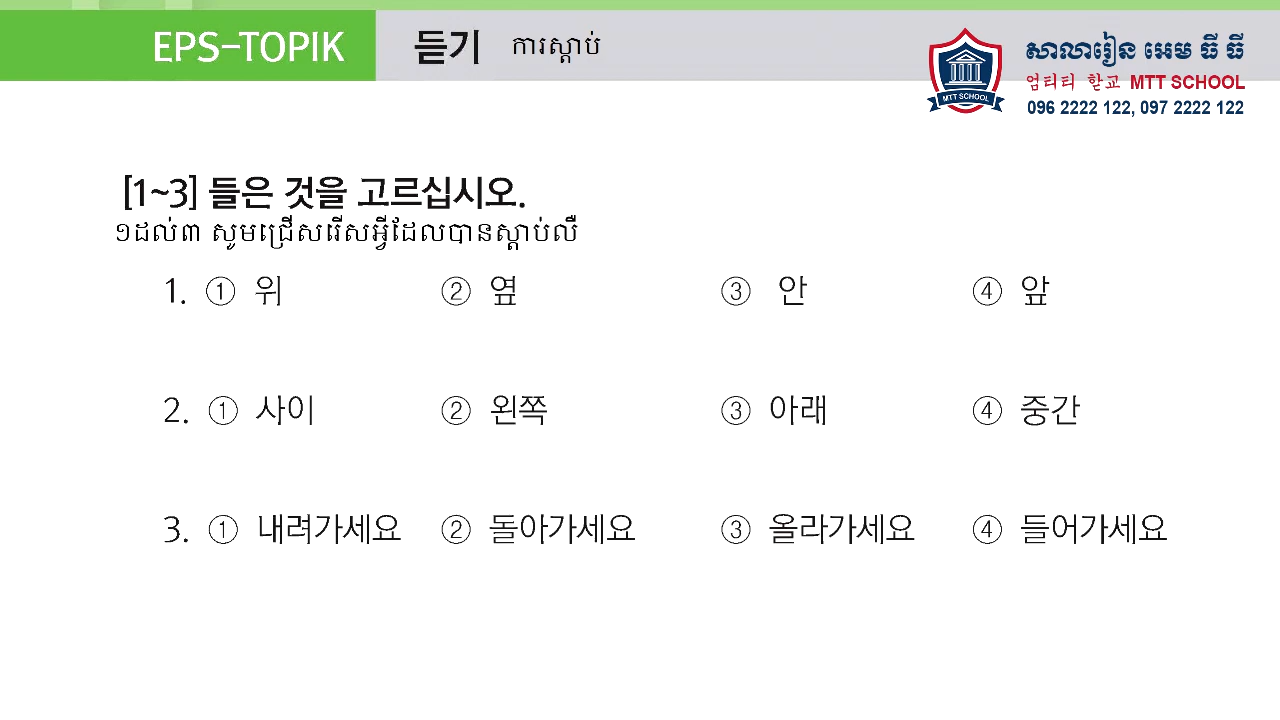 EPS-TOPIK 듣기 ការស្តាប់
សាលារៀន អេម ធី ធី
엄티티 학교 MTT SCHOOL
096 2222 122, 097 2222 122
MTT SCHOOL
[1~3] 들은 것을 고르십시오.
១ដល់៣ សូមជ្រើសរើសអ្វីដែលបានស្តាប់លឺ
1. ① 위 ② 옆 ③ 안 ④ 앞
2. ① 사이 ② 왼쪽 ③ 아래 ④ 중간
3. ① 내려가세요 ② 돌아가세요 ③ 올라가세요 ④ 들어가세요